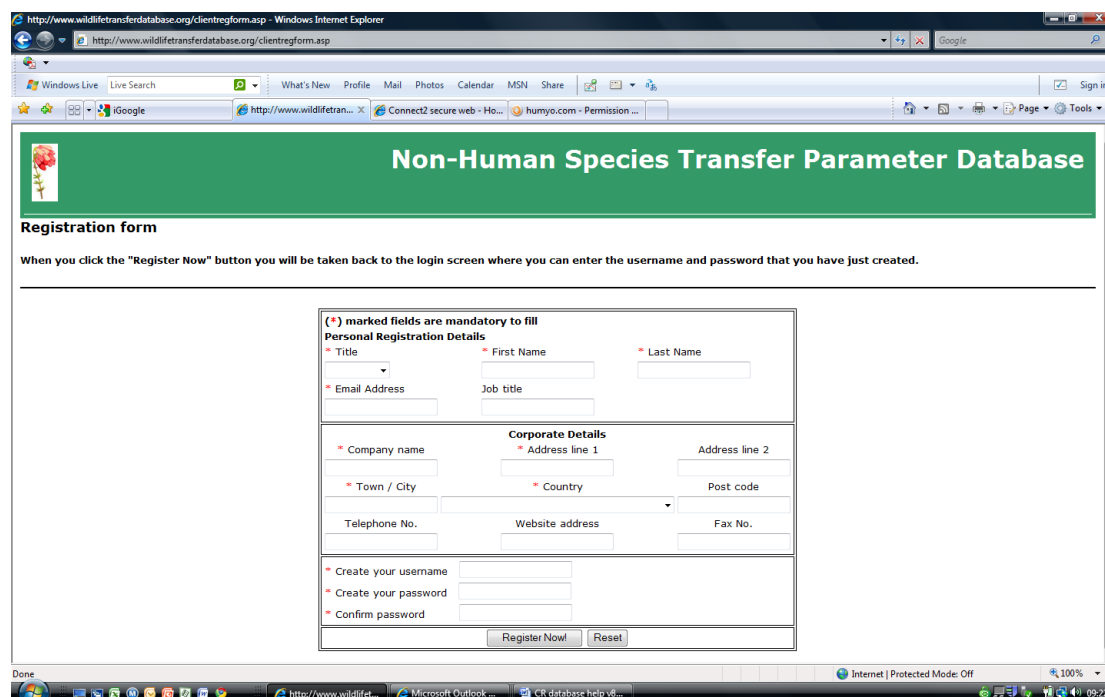 http://www.wildlifetransferdatabase.org/clientregform.asp - Windows Internet Explorer
http://www.wildlifetransferdatabase.org/clientregform.asp Google
Windows Live Live Search What's New Profile Mail Photos Calendar MSN Share Sign in
iGoogle http://www.wildlifetran... X Connect2 secure web - Ho... humyo.com - Permission ... Page Tools
Non-Human Species Transfer Parameter Database
Registration form
When you click the "Register Now" button you will be taken back to the login screen where you can enter the username and password that you have just created.
(*) marked fields are mandatory to fill
Personal Registration Details
* Title * First Name * Last Name
* Email Address Job title
Corporate Details
* Company name * Address line 1 Address line 2
* Town / City * Country Post code
Telephone No. Website address Fax No.
* Create your username
* Create your password
* Confirm password
Register Now! Reset
Done Internet | Protected Mode: Off 100%
http://www.wildlifet... Microsoft Outlook ... CR database help v8...